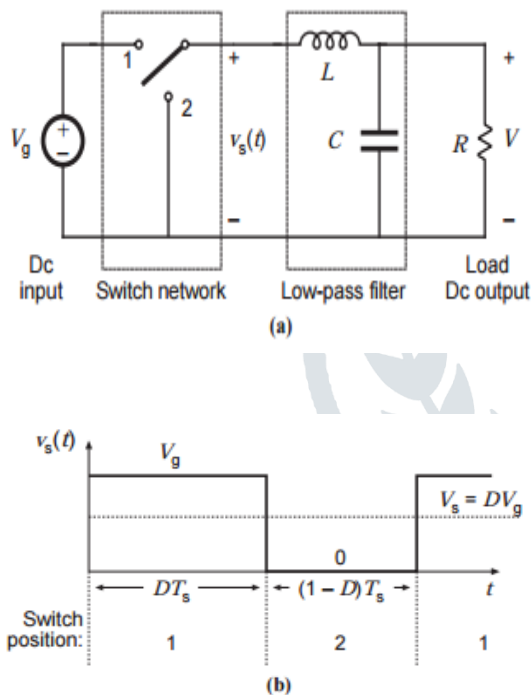 1
2
+
−
V_g
+
−
v_s(t)
L
C
R
+
V
−
Dc input
Switch network
Low-pass filter
Load
Dc output
(a)
v_s(t)
V_g
V_s = DV_g
0
DT_s
(1 − D)T_s
t
Switch position:
1
2
1
(b)